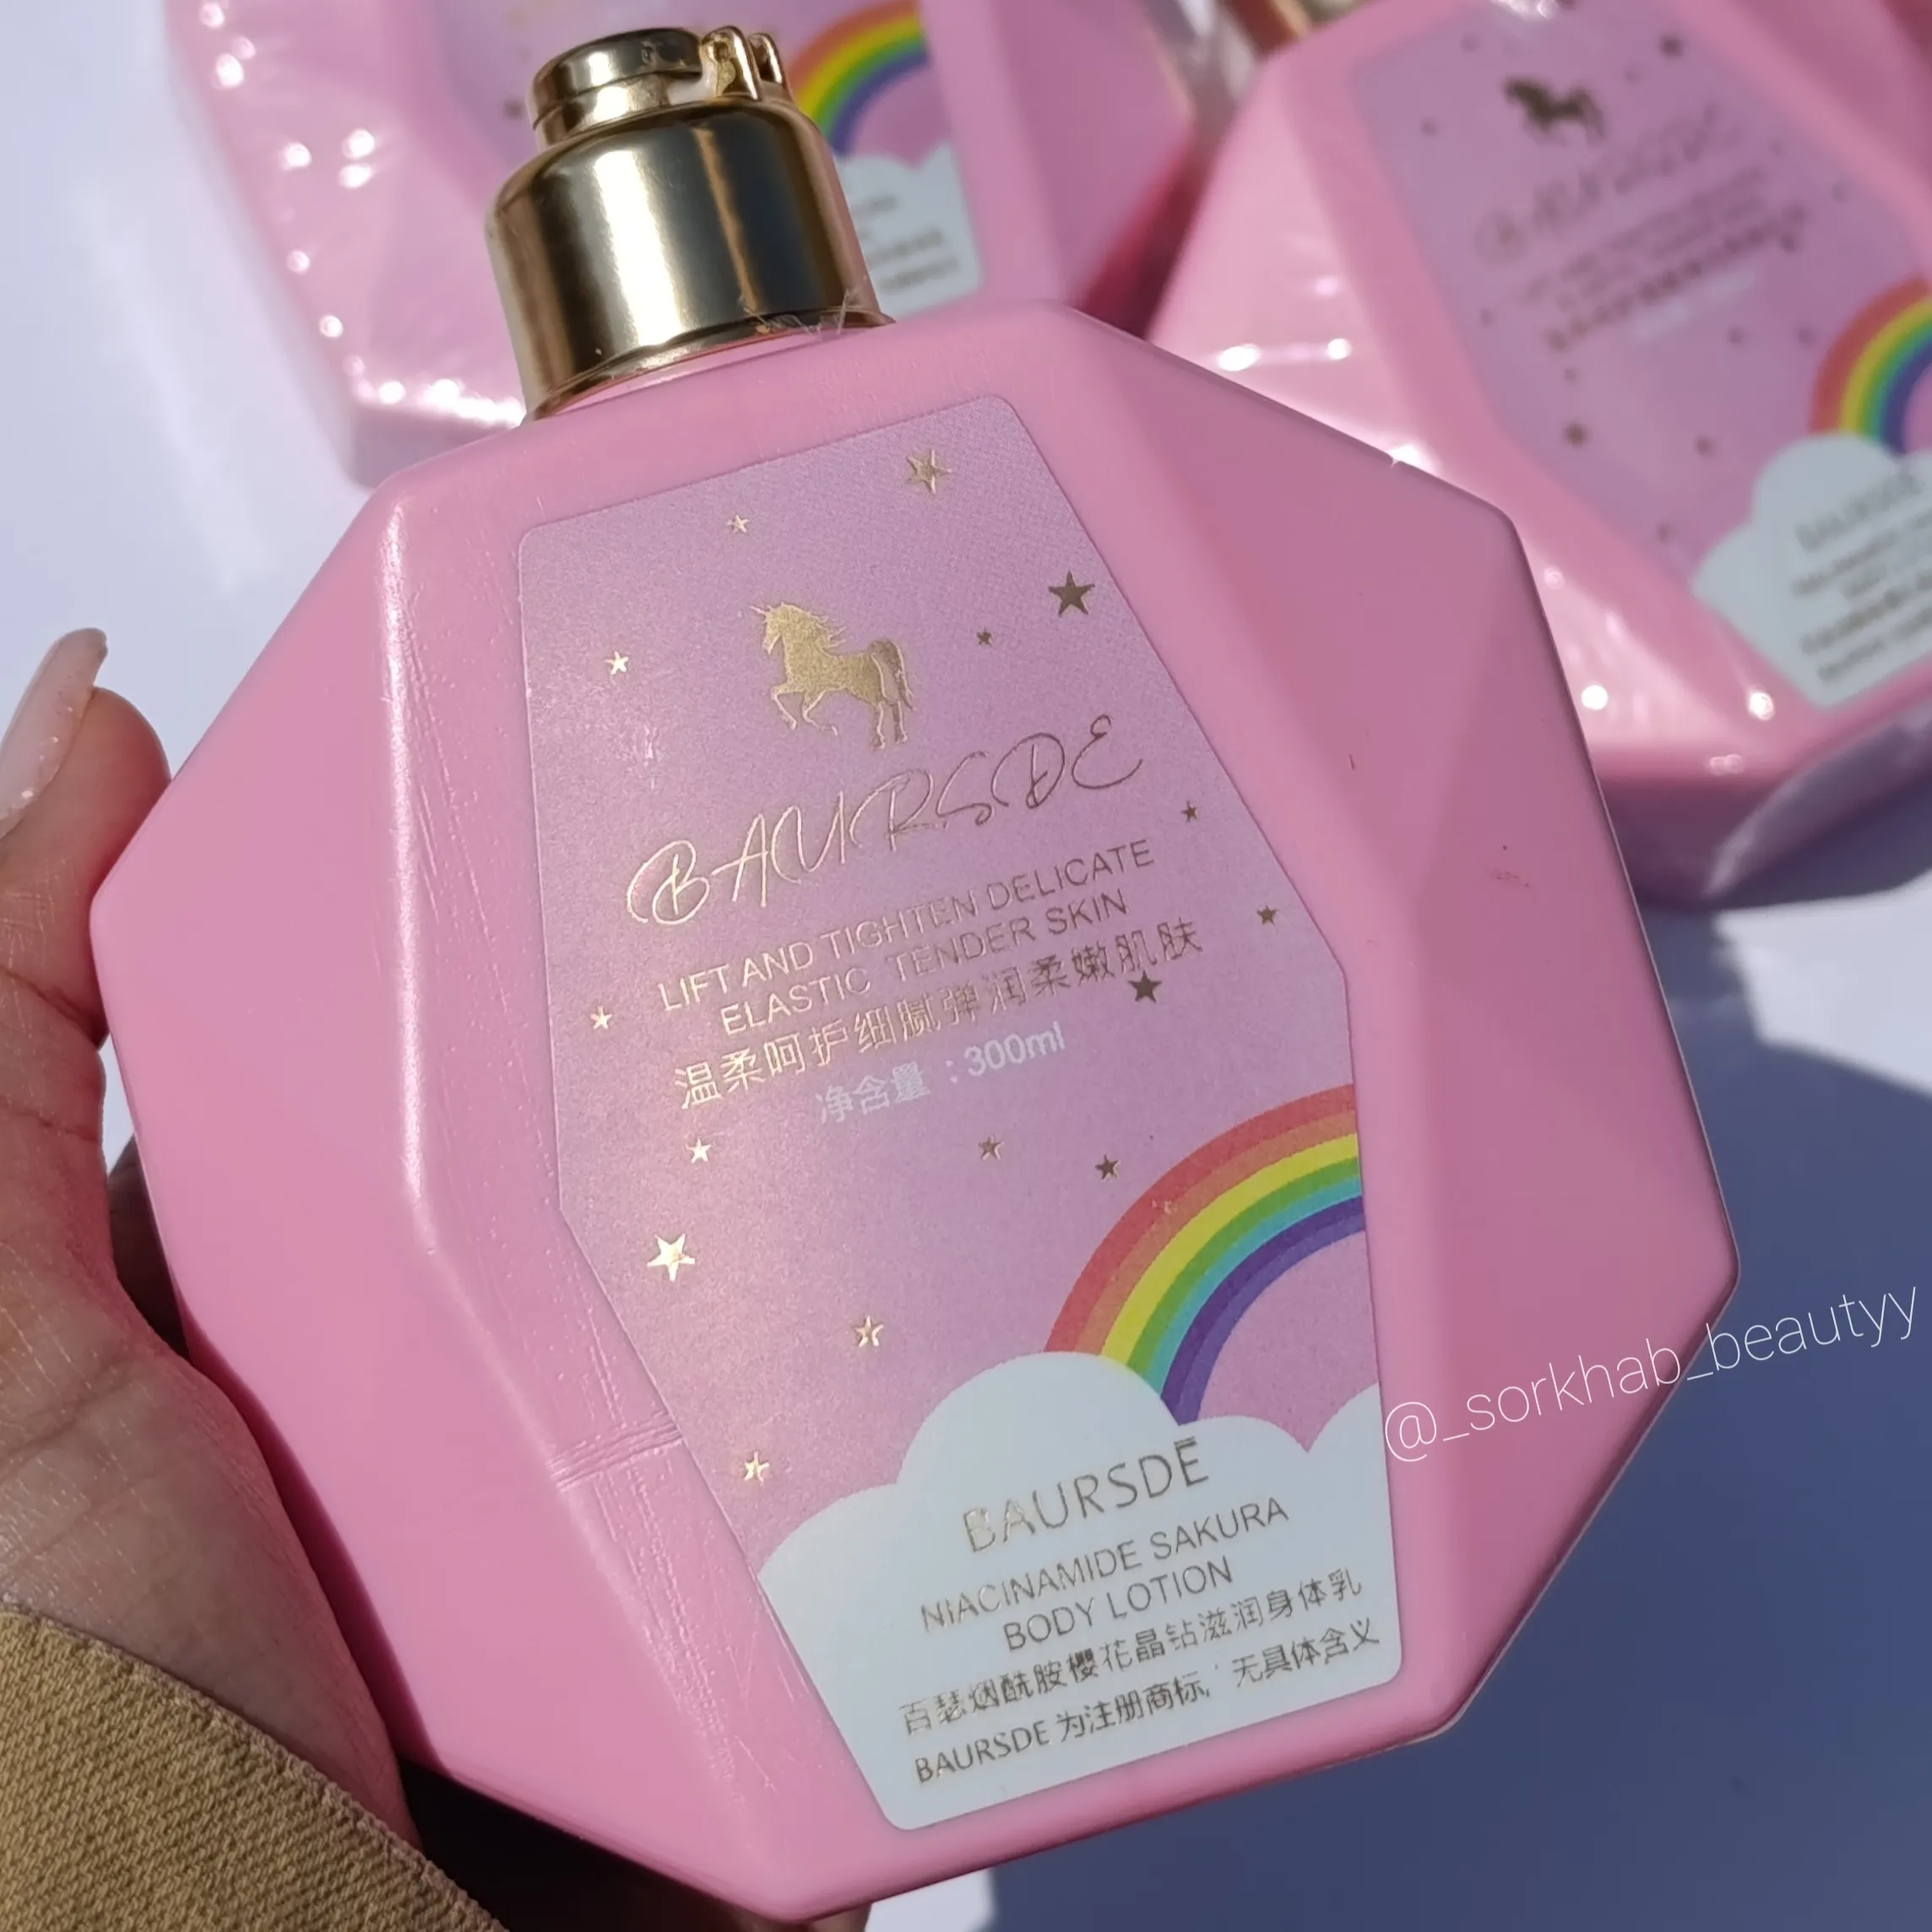 BAURSDE
LIFT AND TIGHTEN DELICATE
ELASTIC TENDER SKIN
温柔呵护细腻弹润柔嫩肌肤
净含量：300ml
BAURSDE
NIACINAMIDE SAKURA
BODY LOTION
百瑟烟酰胺樱花晶钻滋润身体乳
BAURSDE 为注册商标，无具体含义
@_sorkhab_beautyy